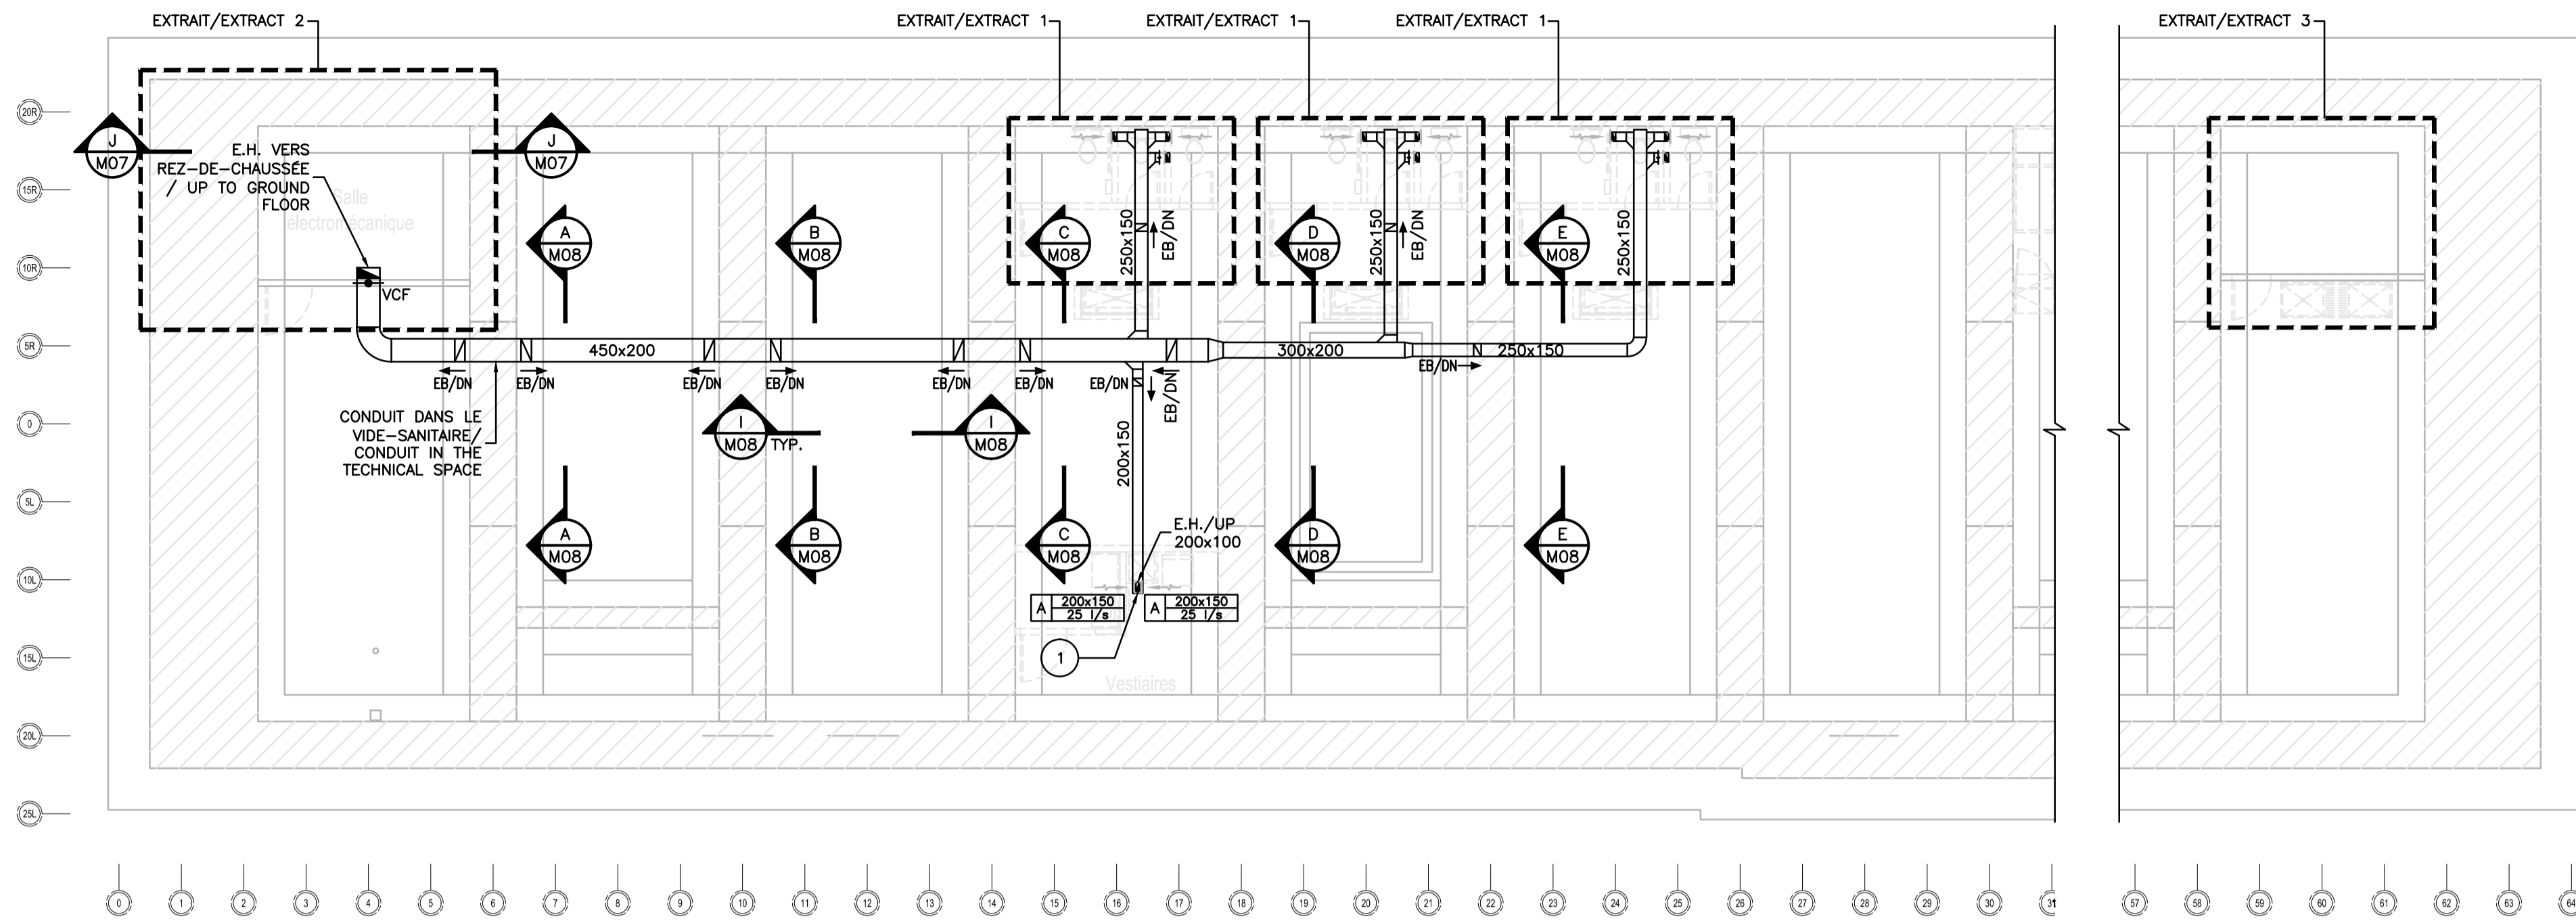 EXTRAIT/EXTRACT 2
EXTRAIT/EXTRACT 1
EXTRAIT/EXTRACT 1
EXTRAIT/EXTRACT 1
EXTRAIT/EXTRACT 3
20R
15R
10R
5R
0
5L
10L
15L
20L
25L
J
M07
J
M07
E.H. VERS
REZ-DE-CHAUSSÉE
/ UP TO GROUND
FLOOR
Salle
électromécanique
VCF
A
M08
B
M08
C
M08
D
M08
E
M08
250x150
EB/DN
250x150
EB/DN
250x150
450x200
300x200
250x150
EB/DN
EB/DN
EB/DN
EB/DN
EB/DN
EB/DN
EB/DN
EB/DN
EB/DN
CONDUIT DANS LE
VIDE-SANITAIRE/
CONDUIT IN THE
TECHNICAL SPACE
I
M08
TYP.
I
M08
200x150
A
M08
B
M08
C
M08
D
M08
E
M08
E.H./UP
200x100
A
200x150
25 l/s
A
200x150
25 l/s
1
Vestiaires
0 1 2 3 4 5 6 7 8 9 10 11 12 13 14 15 16 17 18 19 20 21 22 23 24 25 26 27 28 29 30 31 57 58 59 60 61 62 63 64